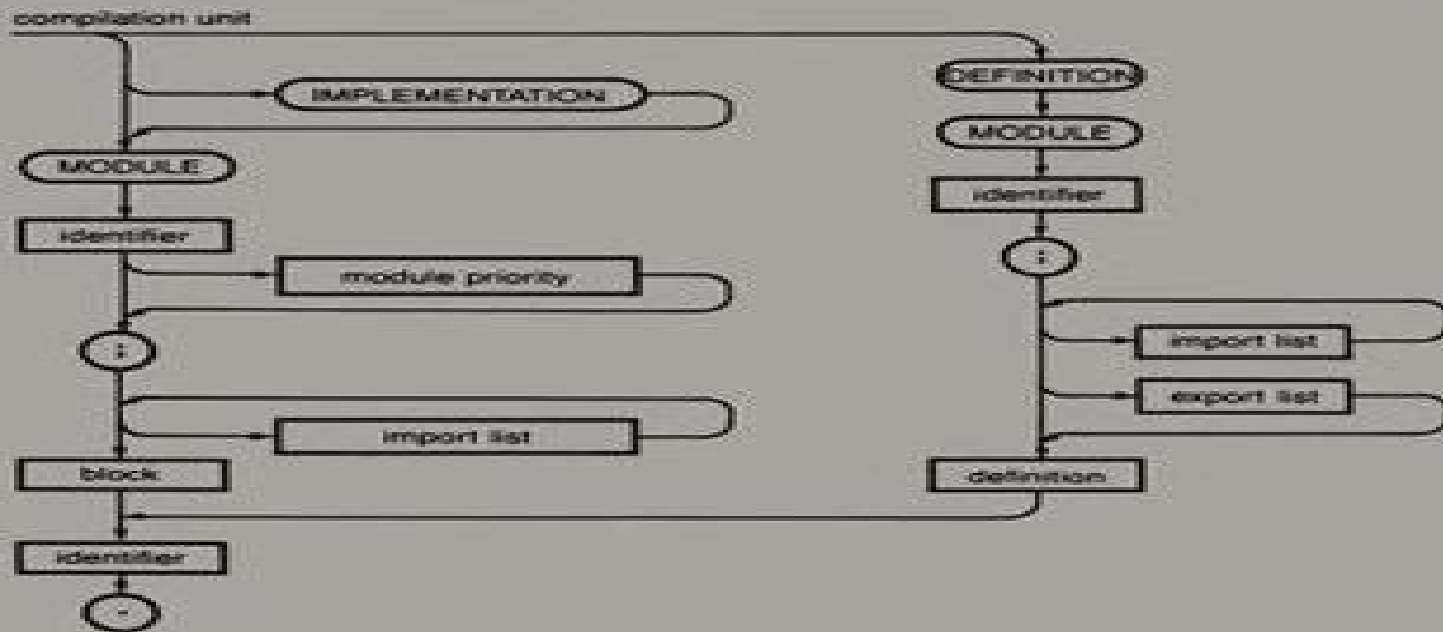 compilation unit
IMPLEMENTATION
MODULE
identifier
module priority
;
import list
block
identifier
.
DEFINITION
MODULE
identifier
;
import list
export list
definition